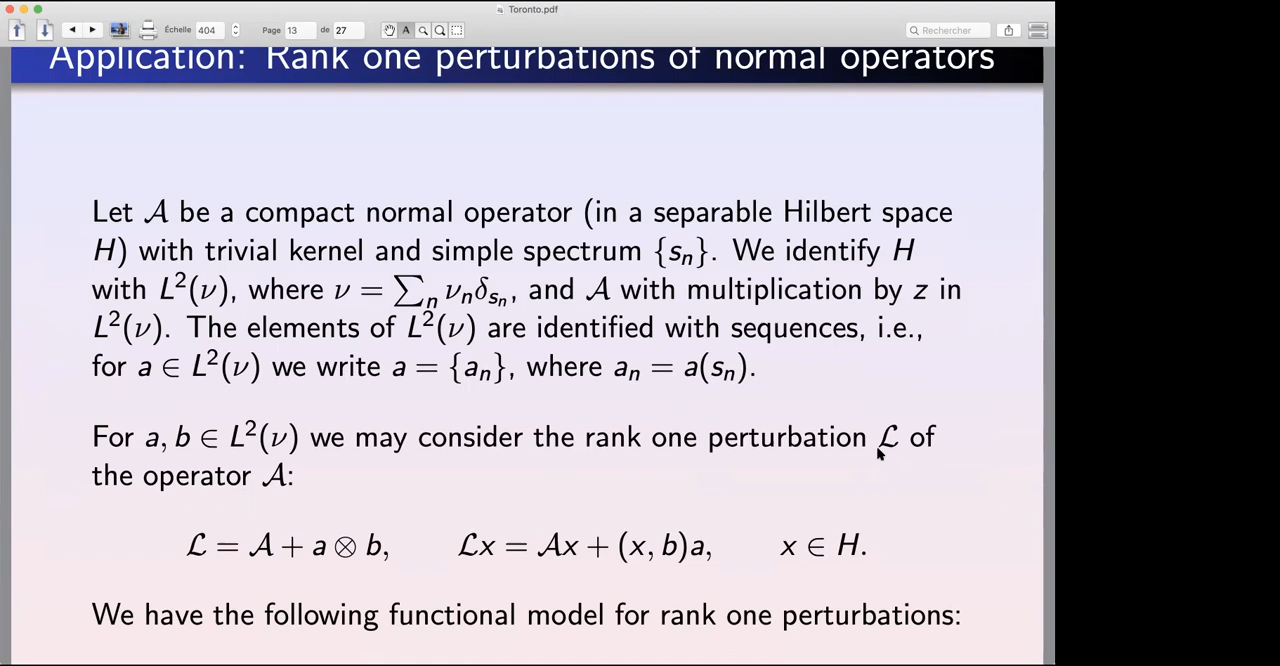 Toronto.pdf
Échelle 404 Page 13 de 27 A Rechercher
Application: Rank one perturbations of normal operators
Let 𝒜 be a compact normal operator (in a separable Hilbert space
H) with trivial kernel and simple spectrum {sₙ}. We identify H
with L²(ν), where ν = ∑ₙ νₙδₛₙ, and 𝒜 with multiplication by z in
L²(ν). The elements of L²(ν) are identified with sequences, i.e.,
for a ∈ L²(ν) we write a = {aₙ}, where aₙ = a(sₙ).
For a, b ∈ L²(ν) we may consider the rank one perturbation ℒ of
the operator 𝒜:
ℒ = 𝒜 + a ⊗ b, ℒx = 𝒜x + (x, b)a, x ∈ H.
We have the following functional model for rank one perturbations: